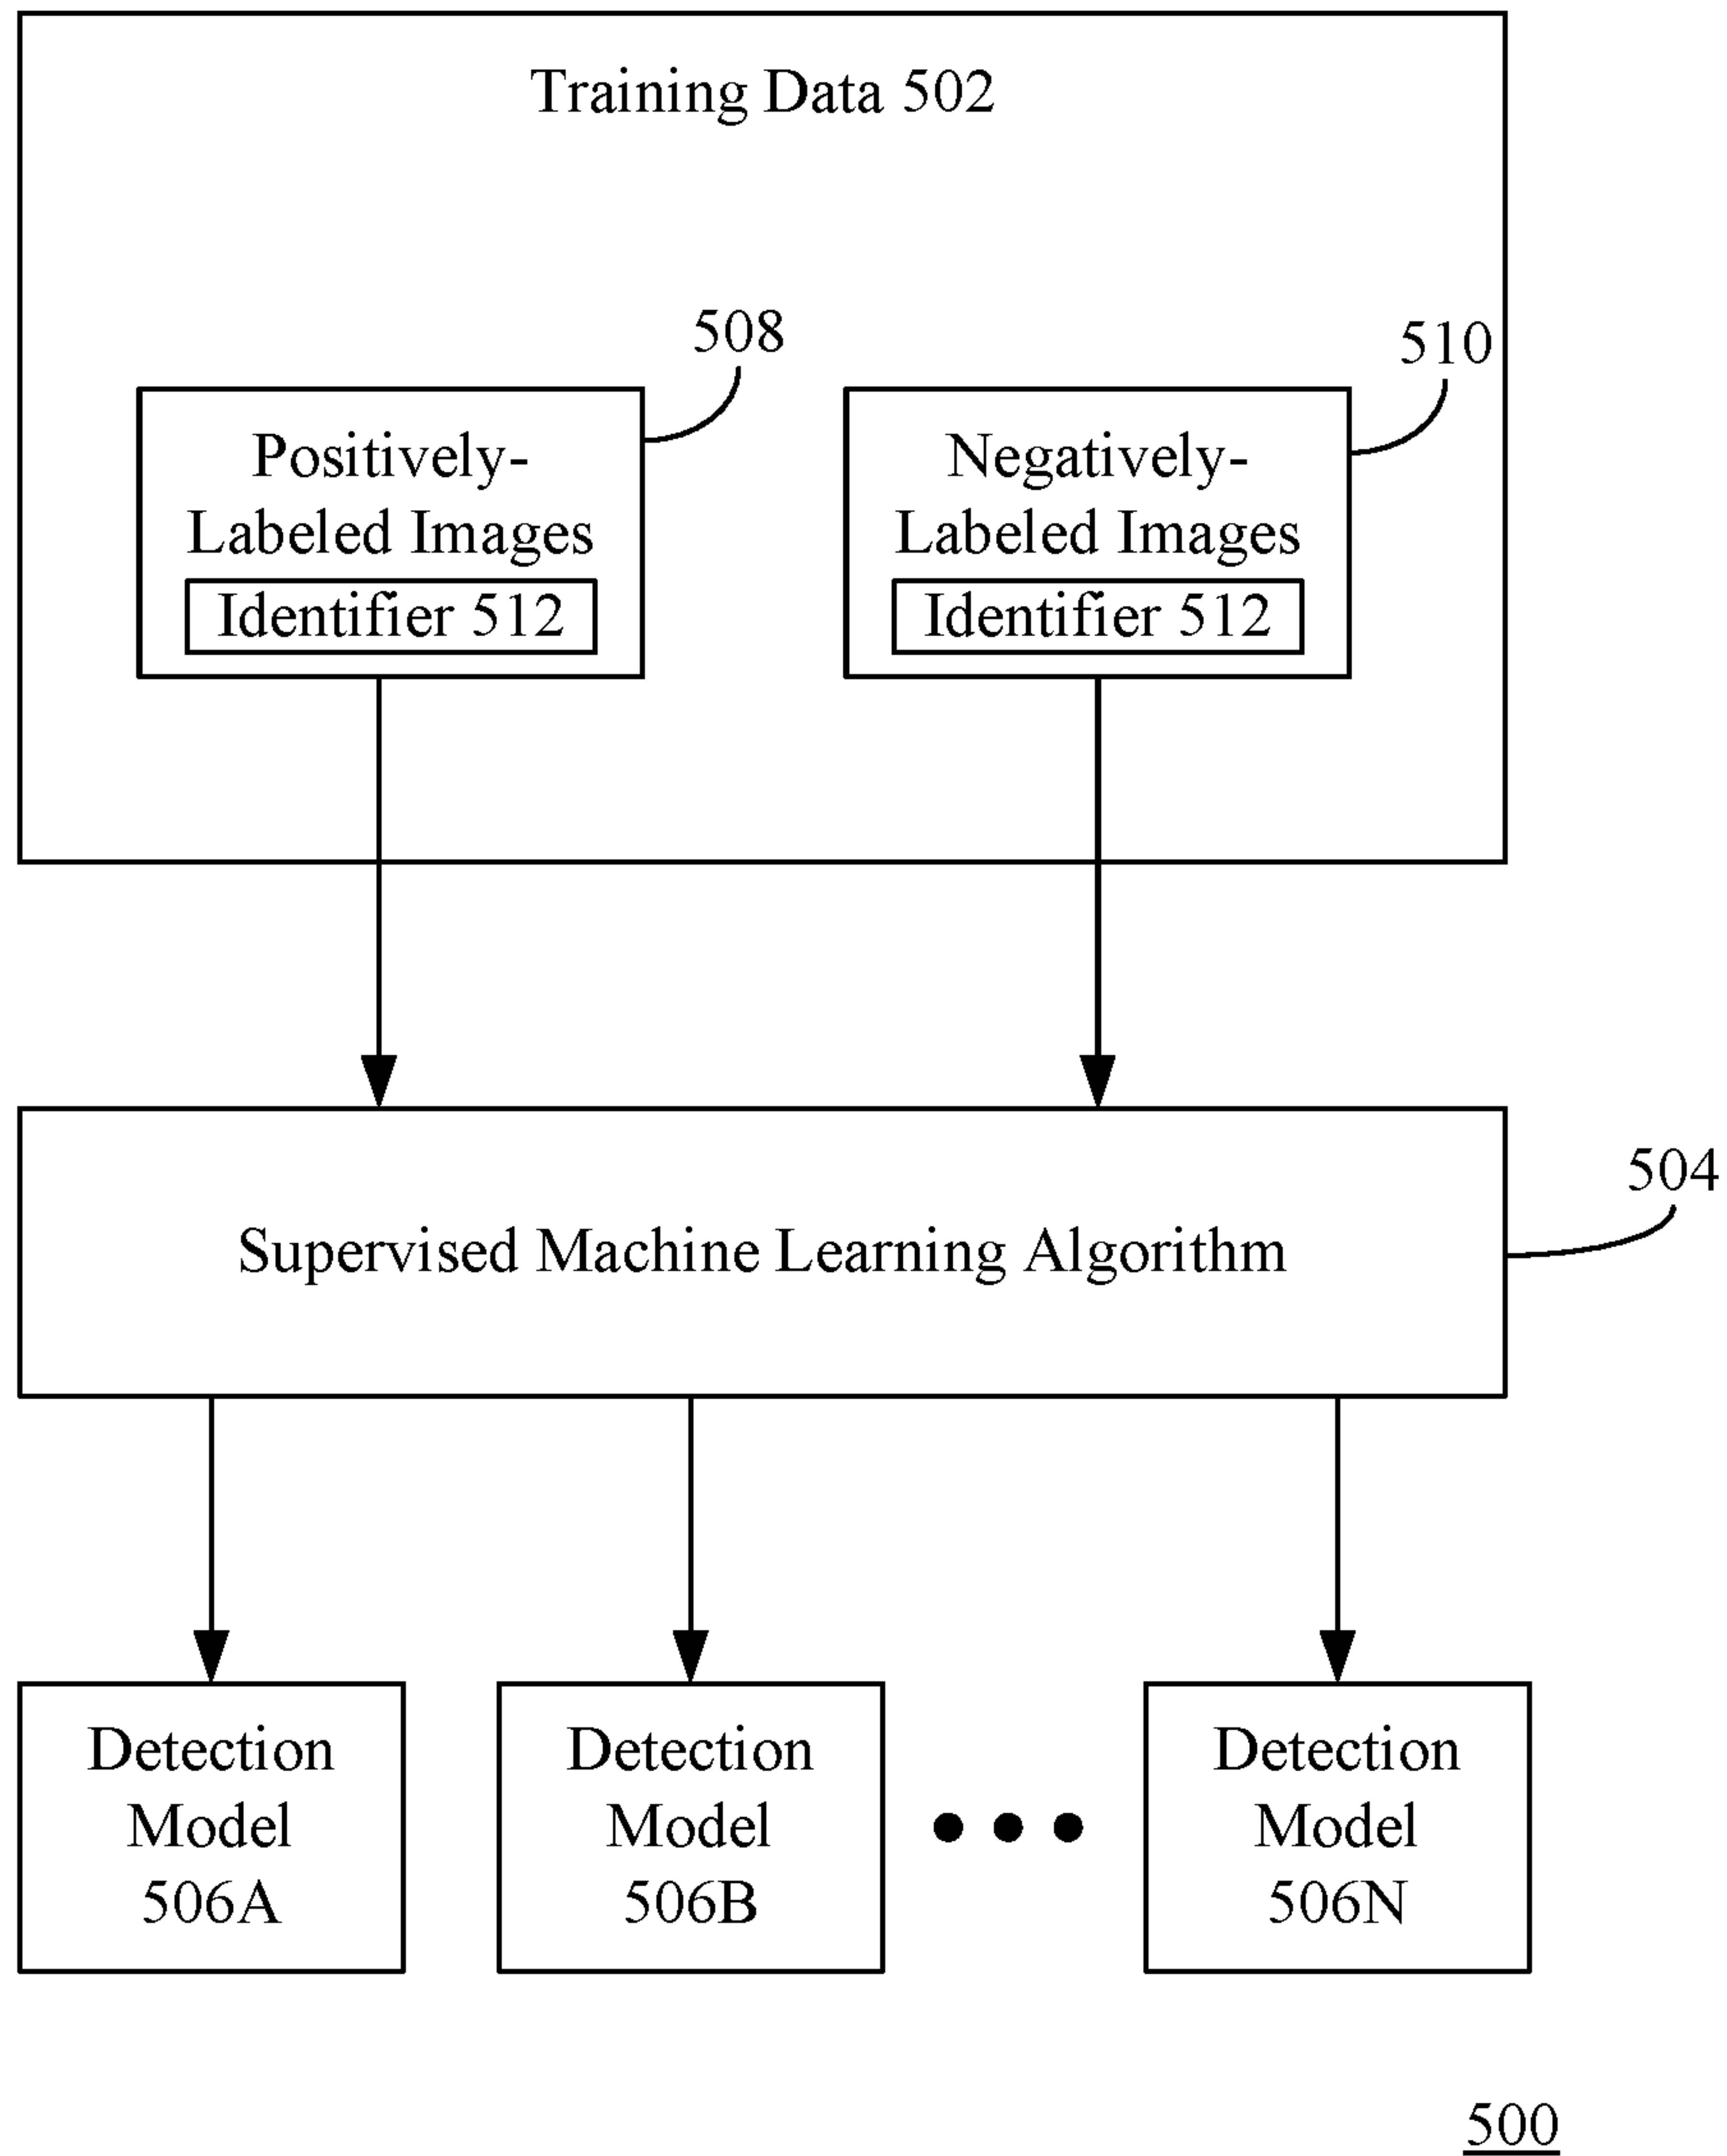 Training Data 502
508
510
Positively-
Labeled Images
Identifier 512
Negatively-
Labeled Images
Identifier 512
504
Supervised Machine Learning Algorithm
Detection
Model
506A
Detection
Model
506B
Detection
Model
506N
500